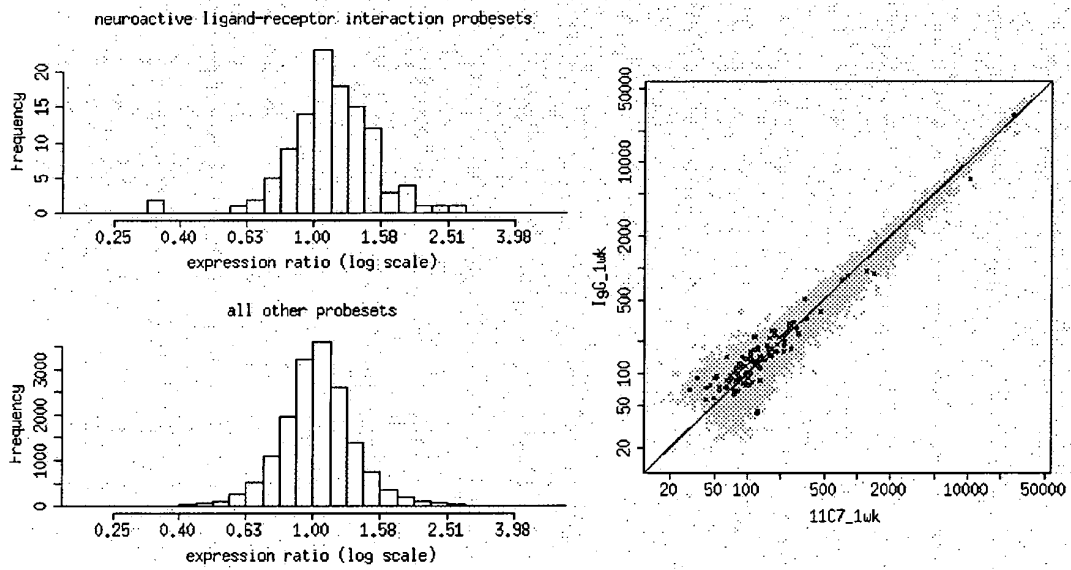 neuroactive ligand-receptor interaction probesets
Frequency
20
15
10
5
0
0.25 0.40 0.63 1.00 1.58 2.51 3.98
expression ratio (log scale)
all other probesets
Frequency
3000
2000
1000
0
0.25 0.40 0.63 1.00 1.58 2.51 3.98
expression ratio (log scale)
IgG_1wk
50000
10000
2000
500
100
50
20
20 50 100 500 2000 10000 50000
11C7_1wk